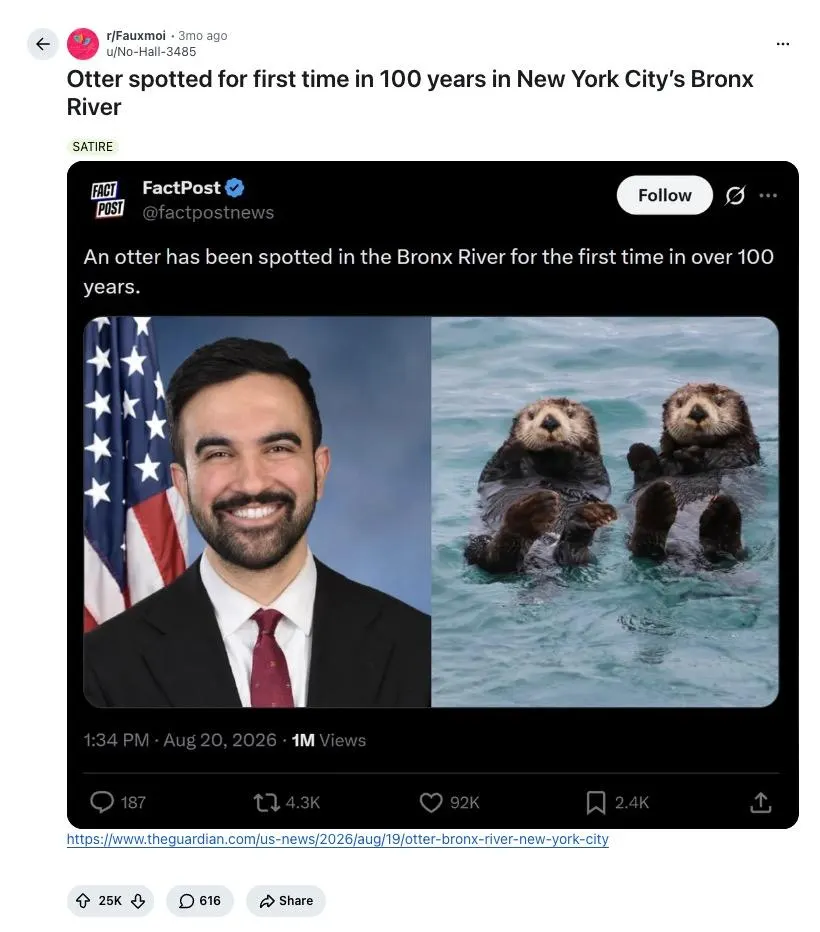 r/Fauxmoi • 3mo ago
u/No-Hall-3485
Otter spotted for first time in 100 years in New York City’s Bronx
River
SATIRE
FACT
POST
FactPost
@factpostnews
Follow
An otter has been spotted in the Bronx River for the first time in over 100
years.
1:34 PM · Aug 20, 2026 · 1M Views
187
4.3K
92K
2.4K
https://www.theguardian.com/us-news/2026/aug/19/otter-bronx-river-new-york-city
25K
616
Share